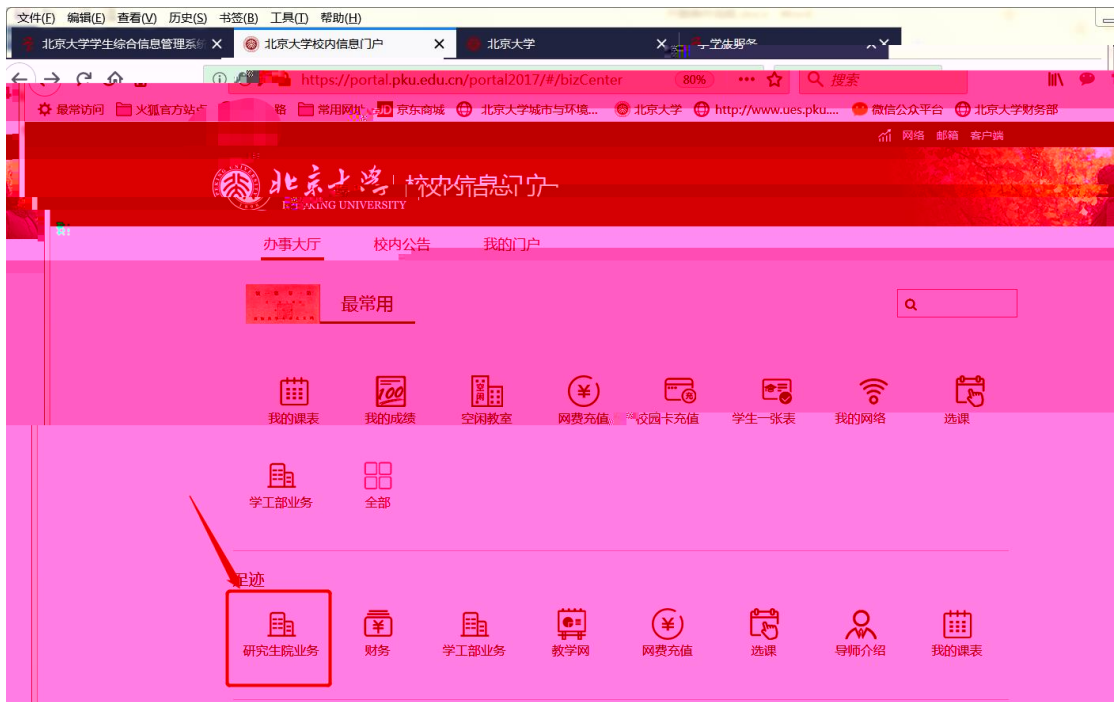 文件(F) 编辑(E) 查看(V) 历史(S) 书签(B) 工具(T) 帮助(H)
北京大学学生综合信息管理系统 北京大学校内信息门户 北京大学
https://portal.pku.edu.cn/portal2017/#/bizCenter 80% 搜索
最常访问 火狐官方站点 常用网址 JD 京东商城 北京大学城市与环境... 北京大学 http://www.ues.pku.... 微信公众平台 北京大学财务部
网络 邮箱 客户端
北京大学 校内信息门户
PEKING UNIVERSITY
办事大厅 校内公告 我的门户
最常用
我的课表 我的成绩 空闲教室 网费充值 校园卡充值 学生一张表 我的网络 选课
学工部业务 全部
足迹
研究生院业务 财务 学工部业务 教学网 网费充值 选课 导师介绍 我的课表